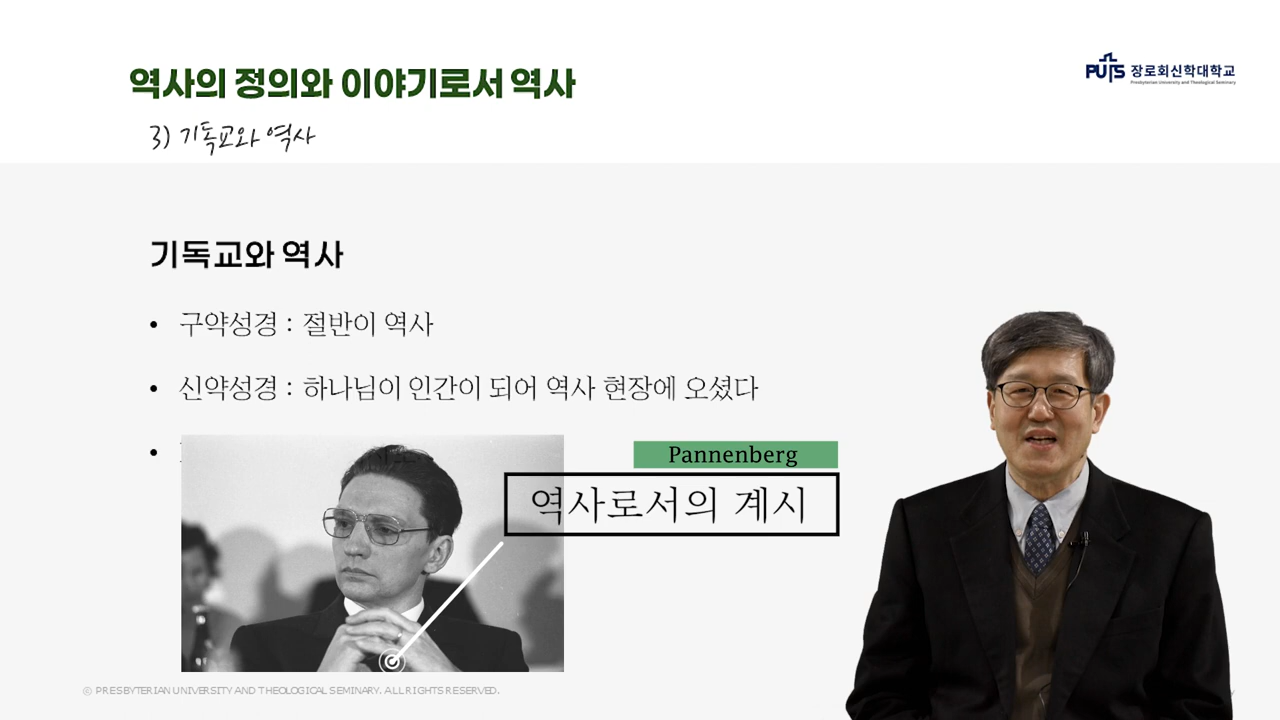 역사의 정의와 이야기로서 역사
PUTS 장로회신학대학교
Presbyterian University and Theological Seminary
3) 기독교와 역사
기독교와 역사
• 구약성경 : 절반이 역사
• 신약성경 : 하나님이 인간이 되어 역사 현장에 오셨다
•
Pannenberg
역사로서의 계시
© PRESBYTERIAN UNIVERSITY AND THEOLOGICAL SEMINARY. ALL RIGHTS RESERVED.